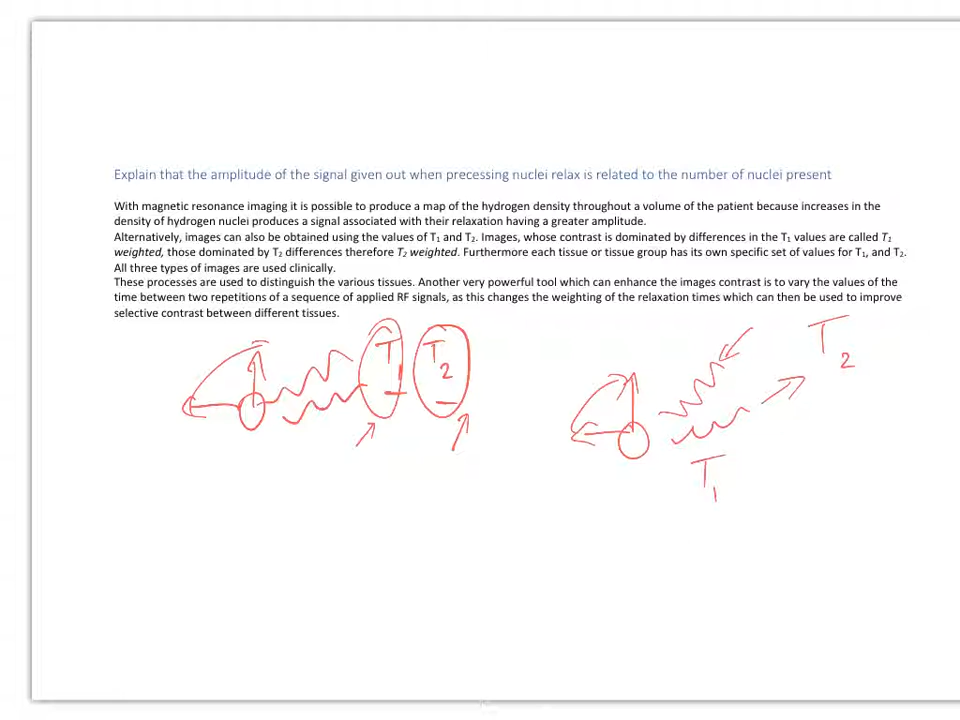 Explain that the amplitude of the signal given out when precessing nuclei relax is related to the number of nuclei present
With magnetic resonance imaging it is possible to produce a map of the hydrogen density throughout a volume of the patient because increases in the
density of hydrogen nuclei produces a signal associated with their relaxation having a greater amplitude.
Alternatively, images can also be obtained using the values of T₁ and T₂. Images, whose contrast is dominated by differences in the T₁ values are called T₁
weighted, those dominated by T₂ differences therefore T₂ weighted. Furthermore each tissue or tissue group has its own specific set of values for T₁, and T₂.
All three types of images are used clinically.
These processes are used to distinguish the various tissues. Another very powerful tool which can enhance the images contrast is to vary the values of the
time between two repetitions of a sequence of applied RF signals, as this changes the weighting of the relaxation times which can then be used to improve
selective contrast between different tissues.
T₁ T₂
T₂
T₁